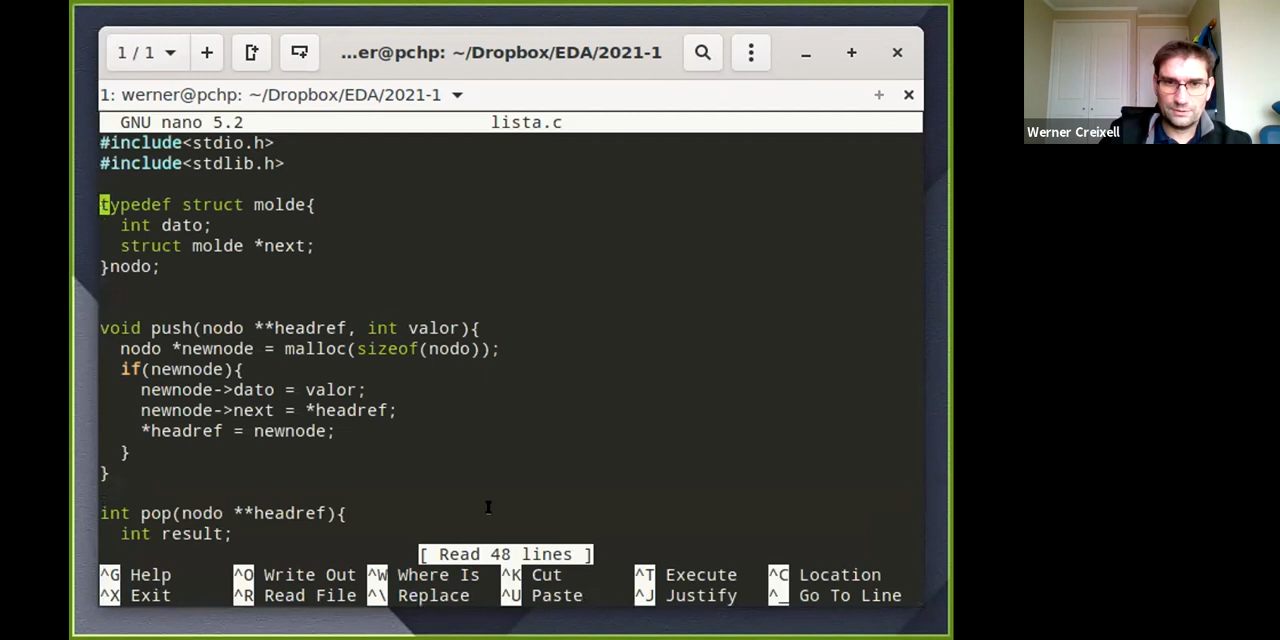 1 / 1
...er@pchp: ~/Dropbox/EDA/2021-1
1: werner@pchp: ~/Dropbox/EDA/2021-1
GNU nano 5.2 lista.c
#include<stdio.h>
#include<stdlib.h>
typedef struct molde{
  int dato;
  struct molde *next;
}nodo;
void push(nodo **headref, int valor){
  nodo *newnode = malloc(sizeof(nodo));
  if(newnode){
    newnode->dato = valor;
    newnode->next = *headref;
    *headref = newnode;
  }
}
int pop(nodo **headref){
  int result;
[ Read 48 lines ]
^G Help ^O Write Out ^W Where Is ^K Cut ^T Execute ^C Location
^X Exit ^R Read File ^\ Replace ^U Paste ^J Justify ^_ Go To Line
Werner Creixell